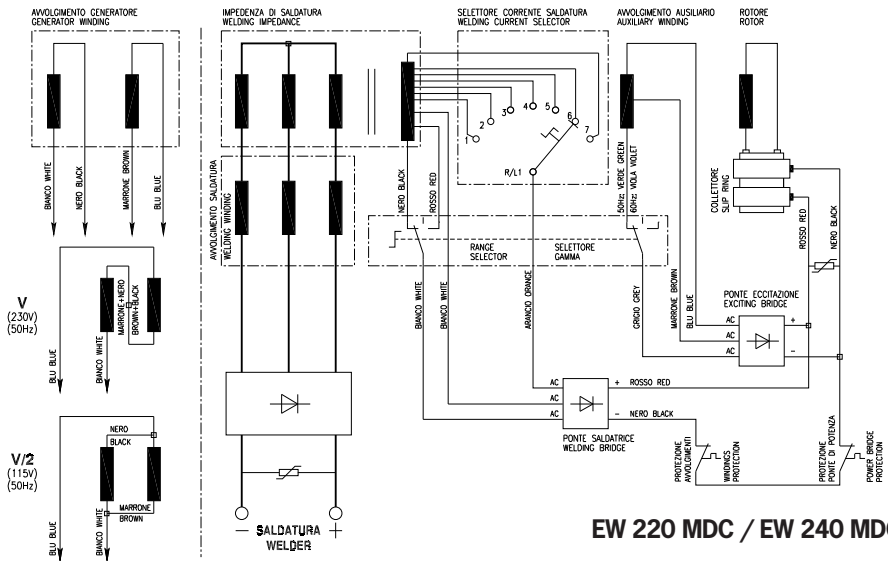 AVVOLGIMENTO GENERATORE
GENERATOR WINDING
IMPEDENZA DI SALDATURA
WELDING IMPEDANCE
SELETTORE CORRENTE SALDATURA
WELDING CURRENT SELECTOR
AVVOLGIMENTO AUSILIARIO
AUXILIARY WINDING
ROTORE
ROTOR
1
2
3
4
5
6
7
R/L1
BIANCO WHITE
NERO BLACK
MARRONE BROWN
BLU BLUE
AVVOLGIMENTO SALDATURA
WELDING WINDING
NERO BLACK
ROSSO RED
50Hz: VERDE GREEN
60Hz: VIOLA VIOLET
COLLETTORE
SLIP RING
ROSSO RED
NERO BLACK
RANGE
SELECTOR
SELETTORE
GAMMA
V
(230V)
(50Hz)
BLU BLUE
BIANCO WHITE
MARRONE+NERO
BROWN+BLACK
BIANCO WHITE
BIANCO WHITE
ARANCIO ORANGE
GRIGIO GREY
MARRONE BROWN
BLU BLUE
PONTE ECCITAZIONE
EXCITING BRIDGE
AC
AC
AC
+
−
AC
AC
AC
+ ROSSO RED
− NERO BLACK
PONTE SALDATRICE
WELDING BRIDGE
V/2
(115V)
(50Hz)
NERO
BLACK
MARRONE
BROWN
BLU BLUE
BIANCO WHITE
PROTEZIONE
AVVOLGIMENTI
WINDINGS
PROTECTION
PROTEZIONE
PONTE DI POTENZA
POWER BRIDGE
PROTECTION
− SALDATURA +
WELDER
EW 220 MDC / EW 240 MDC